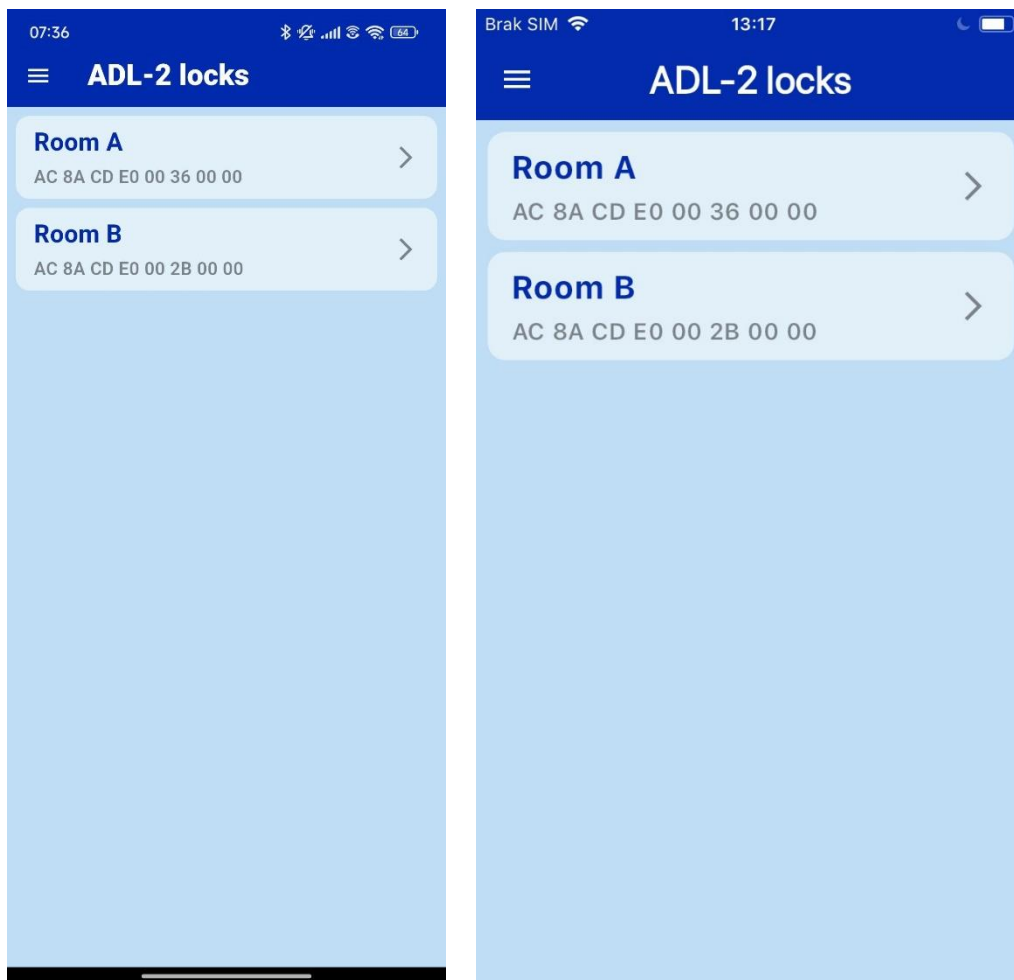 07:36
64
ADL-2 locks
Room A
AC 8A CD E0 00 36 00 00
Room B
AC 8A CD E0 00 2B 00 00
Brak SIM 13:17
ADL-2 locks
Room A
AC 8A CD E0 00 36 00 00
Room B
AC 8A CD E0 00 2B 00 00